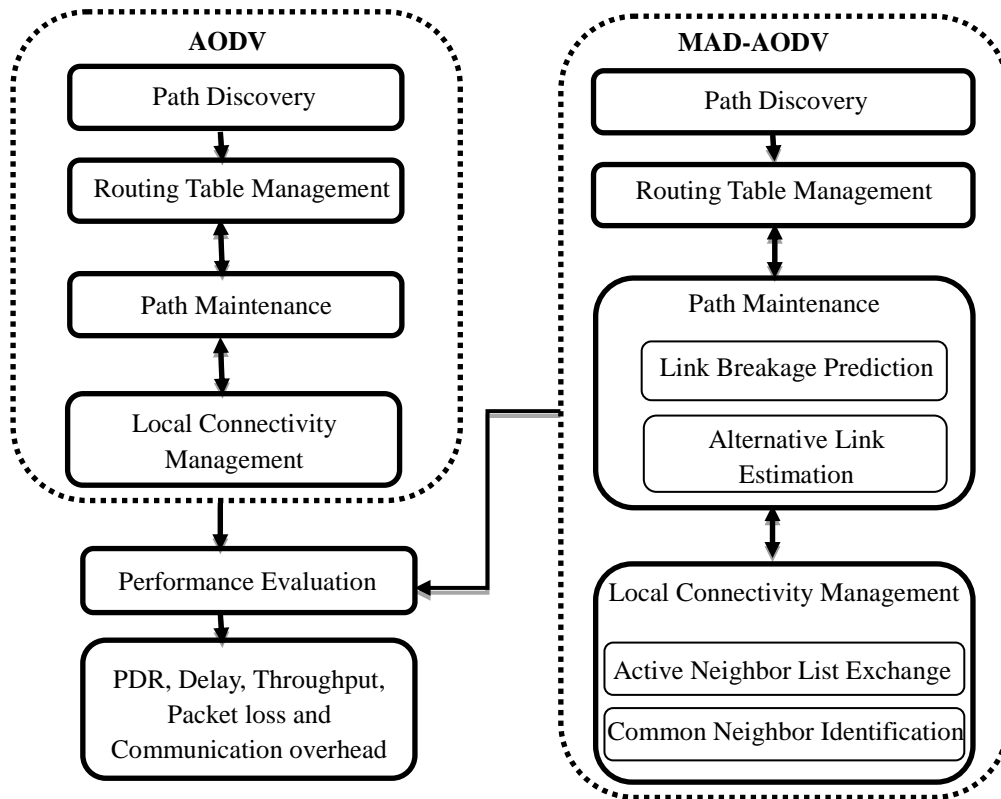 AODV
Path Discovery
Routing Table Management
Path Maintenance
Local Connectivity
Management
Performance Evaluation
PDR, Delay, Throughput,
Packet loss and
Communication overhead
MAD-AODV
Path Discovery
Routing Table Management
Path Maintenance
Link Breakage Prediction
Alternative Link
Estimation
Local Connectivity Management
Active Neighbor List Exchange
Common Neighbor Identification